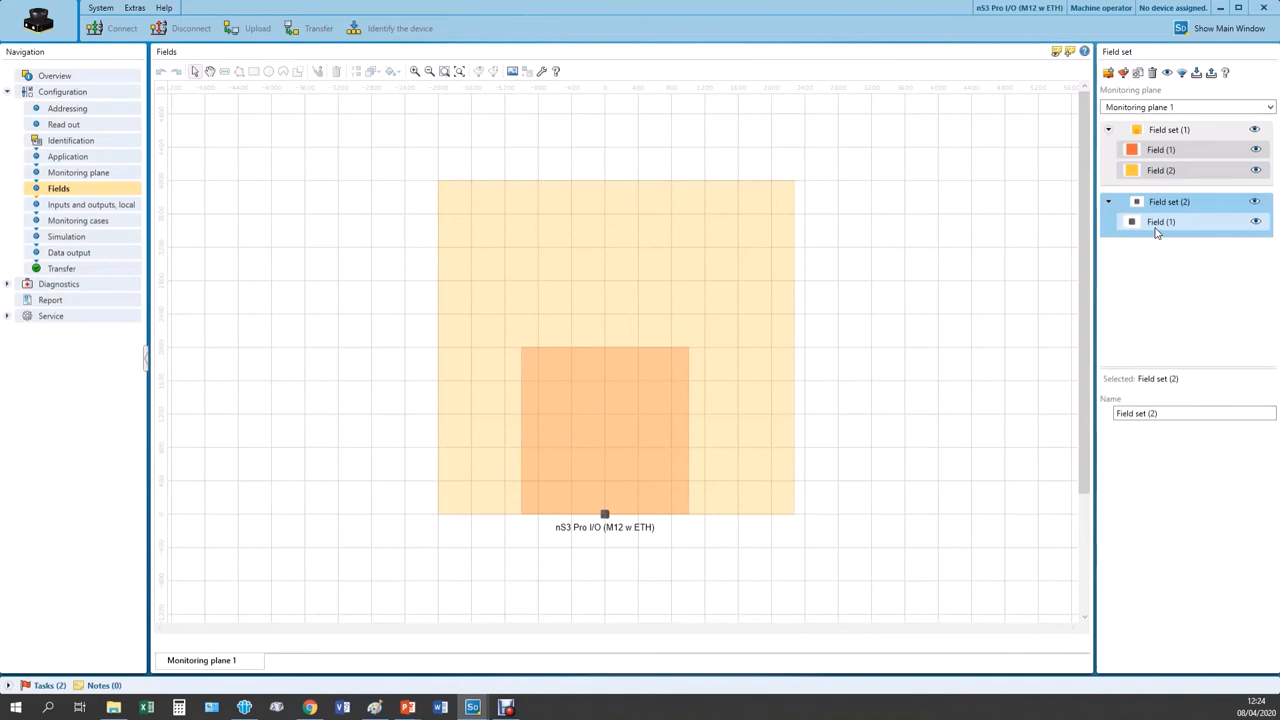 System Extras Help
nS3 Pro I/O (M12 w ETH) Machine operator No device assigned.
Connect Disconnect Upload Transfer Identify the device
Show Main Window
Navigation
Fields
Field set
Overview
Configuration
Addressing
Read out
Identification
Application
Monitoring plane
Fields
Inputs and outputs, local
Monitoring cases
Simulation
Data output
Transfer
Diagnostics
Report
Service
nS3 Pro I/O (M12 w ETH)
Monitoring plane 1
Monitoring plane
Monitoring plane 1
Field set (1)
Field (1)
Field (2)
Field set (2)
Field (1)
Selected: Field set (2)
Name
Field set (2)
Tasks (2) Notes (0)
12:24
08/04/2020